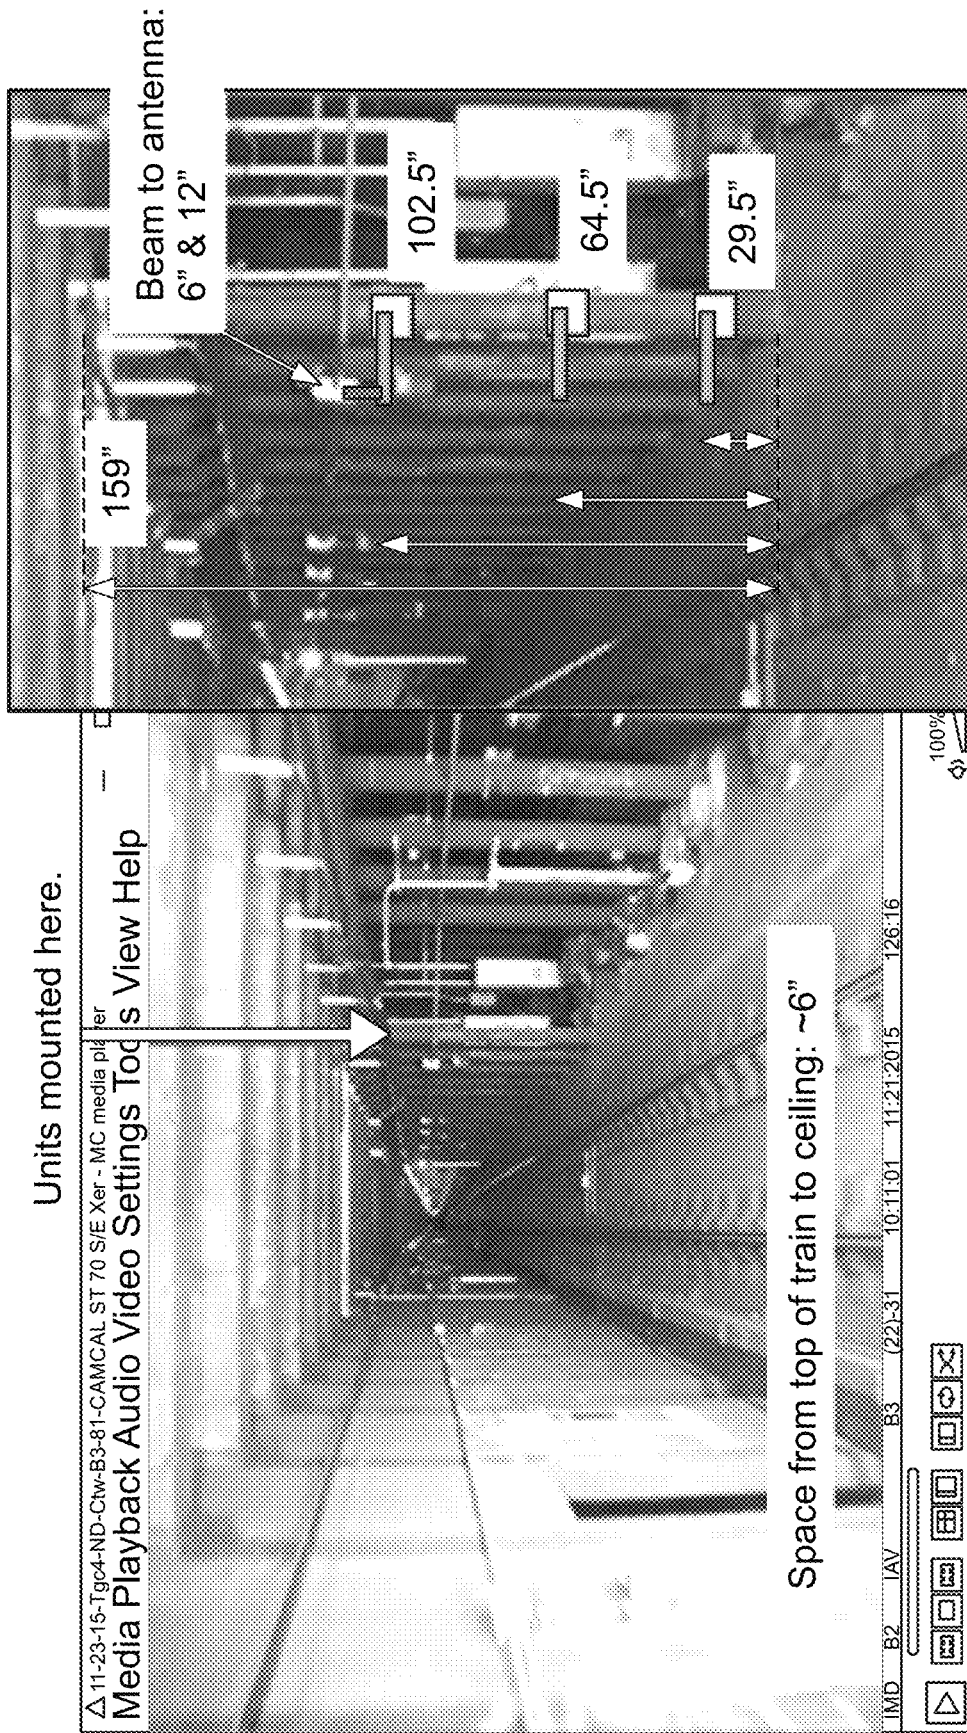 Units mounted here.
11-23-15-Tgc4-ND-Ctw-B3-81-CAMCAL ST 70 S/E Xer - MC media pla er
Media Playback Audio Video Settings Too s View Help
Beam to antenna:
6” & 12”
159”
102.5”
64.5”
29.5”
Space from top of train to ceiling: ~6”
IMD B2 IAV B3 (22)-31 10:11:01 11:21:2015 126:16
100%